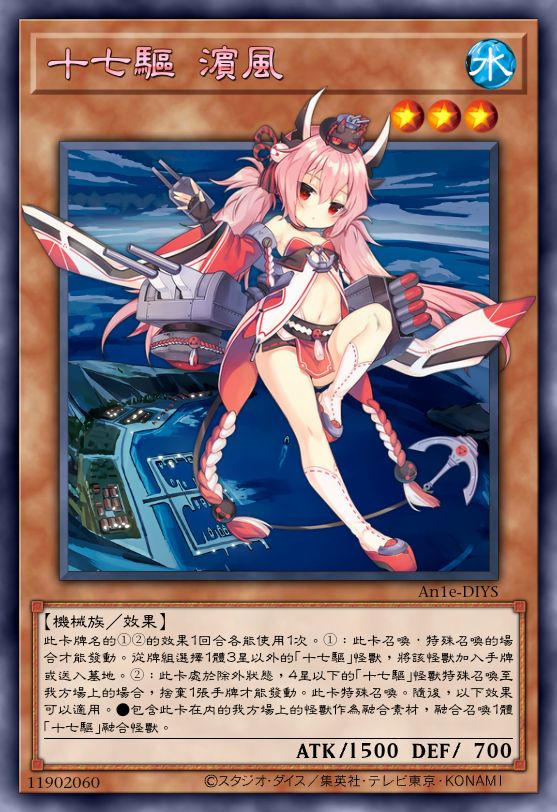 十七驅 濱風
水
An1e-DIYS
【機械族／效果】
此卡牌名的①②的效果1回合各能使用1次。①：此卡召喚·特殊召喚的場
合才能發動。從牌組選擇1體3星以外的「十七驅」怪獸，將該怪獸加入手牌
或送入墓地。②：此卡處於除外狀態，4星以下的「十七驅」怪獸特殊召喚至
我方場上的場合，捨棄1張手牌才能發動。此卡特殊召喚。隨後，以下效果
可以適用。●包含此卡在內的我方場上的怪獸作為融合素材，融合召喚1體
「十七驅」融合怪獸。
ATK/1500 DEF/ 700
11902060 ©スタジオ・ダイス／集英社・テレビ東京・KONAMI